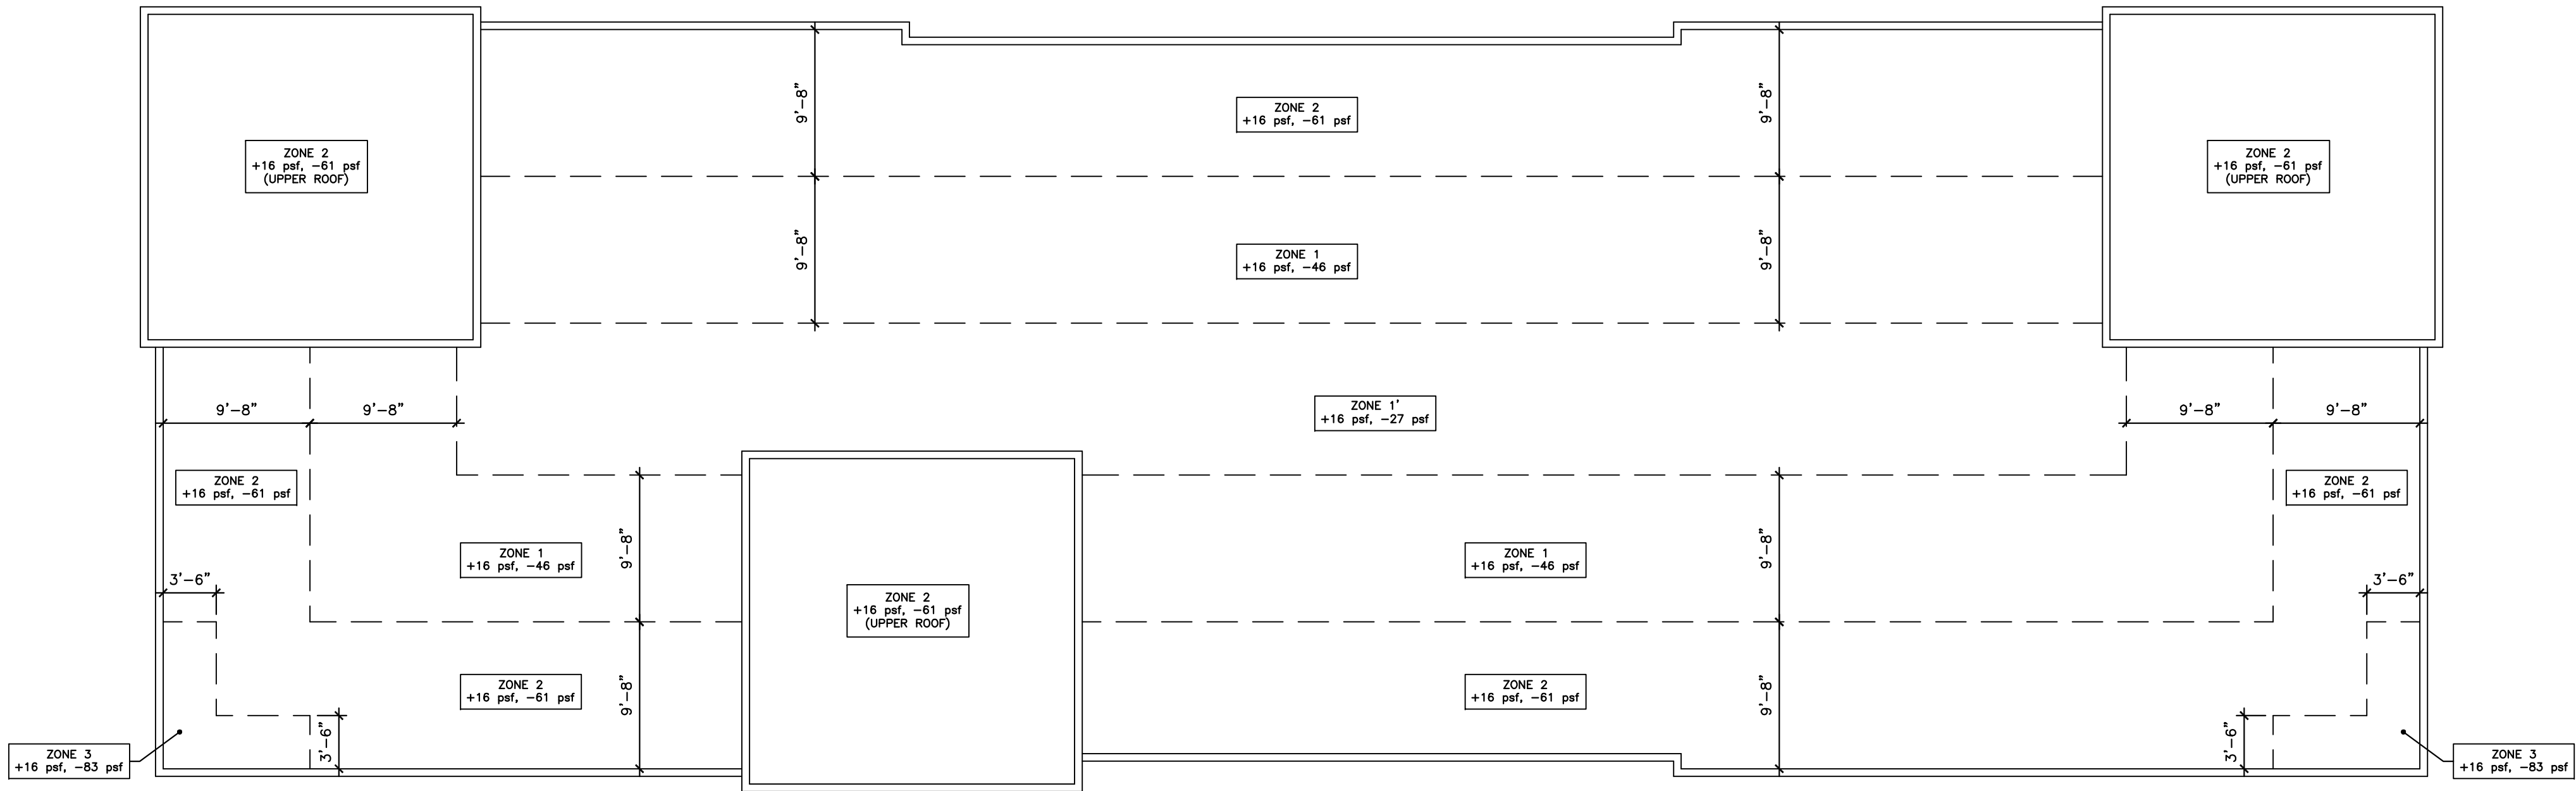 9'-8"
9'-8"
ZONE 2
+16 psf, -61 psf
ZONE 2
+16 psf, -61 psf
(UPPER ROOF)
ZONE 2
+16 psf, -61 psf
(UPPER ROOF)
9'-8"
9'-8"
ZONE 1
+16 psf, -46 psf
9'-8"
9'-8"
ZONE 1'
+16 psf, -27 psf
9'-8"
9'-8"
ZONE 2
+16 psf, -61 psf
ZONE 2
+16 psf, -61 psf
ZONE 1
+16 psf, -46 psf
9'-8"
ZONE 1
+16 psf, -46 psf
9'-8"
3'-6"
3'-6"
ZONE 2
+16 psf, -61 psf
(UPPER ROOF)
ZONE 2
+16 psf, -61 psf
9'-8"
ZONE 2
+16 psf, -61 psf
9'-8"
3'-6"
3'-6"
ZONE 3
+16 psf, -83 psf
ZONE 3
+16 psf, -83 psf